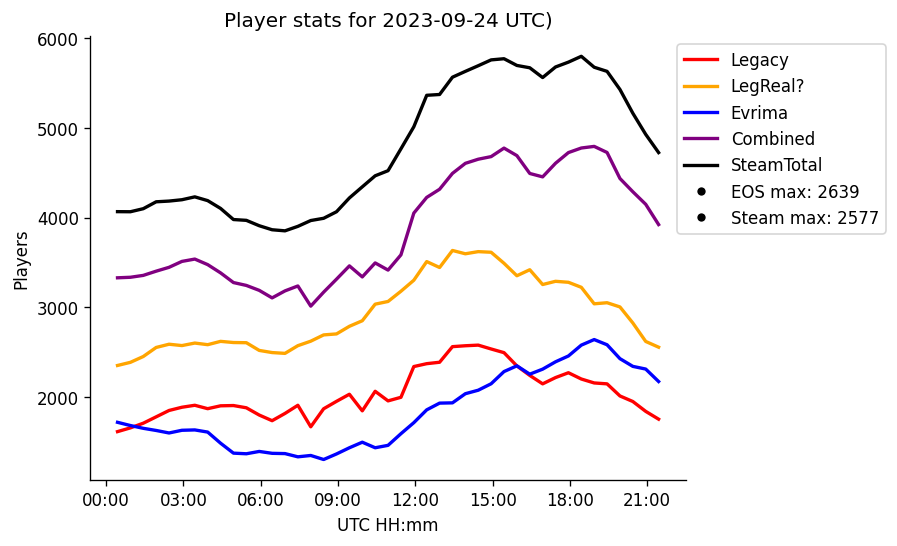 Player stats for 2023-09-24 UTC)
6000
5000
4000
3000
2000
Players
00:00 03:00 06:00 09:00 12:00 15:00 18:00 21:00
UTC HH:mm
Legacy
LegReal?
Evrima
Combined
SteamTotal
EOS max: 2639
Steam max: 2577